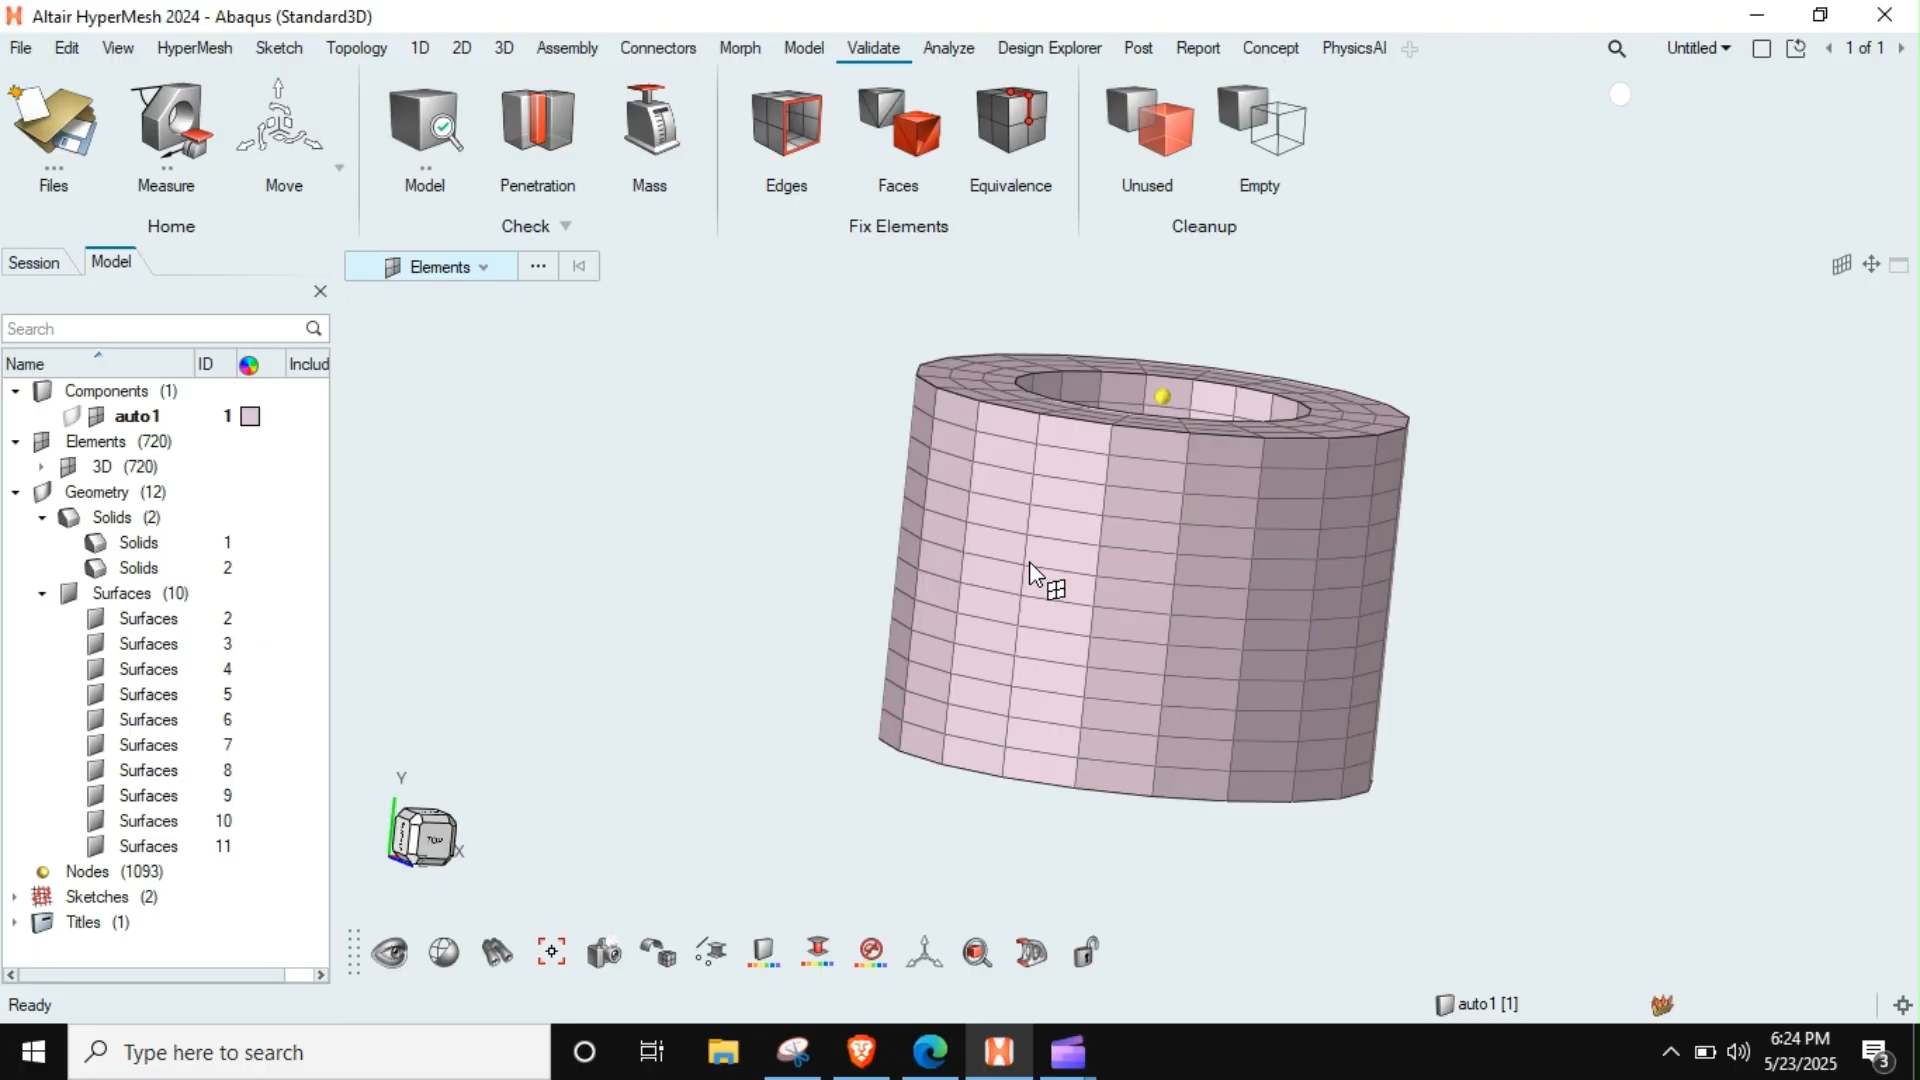 Altair HyperMesh 2024 - Abaqus (Standard3D)
File Edit View HyperMesh Sketch Topology 1D 2D 3D Assembly Connectors Morph Model Validate Analyze Design Explorer Post Report Search Concept PhysicsAI Untitled 1 of 1
Files Measure Move Model Penetration Mass Edges Faces Equivalence Unused Empty
Home Check Fix Elements Cleanup
Session Model
Elements
Search
Name ID Includ
Components (1)
auto1 1
Elements (720)
3D (720)
Geometry (12)
Solids (2)
Solids 1
Solids 2
Surfaces (10)
Surfaces 2
Surfaces 3
Surfaces 4
Surfaces 5
Surfaces 6
Surfaces 7
Surfaces 8
Surfaces 9
Surfaces 10
Surfaces 11
Nodes (1093)
Sketches (2)
Titles (1)
Y
TOP
X
Ready
auto1 [1]
Type here to search
6:24 PM
5/23/2025
3